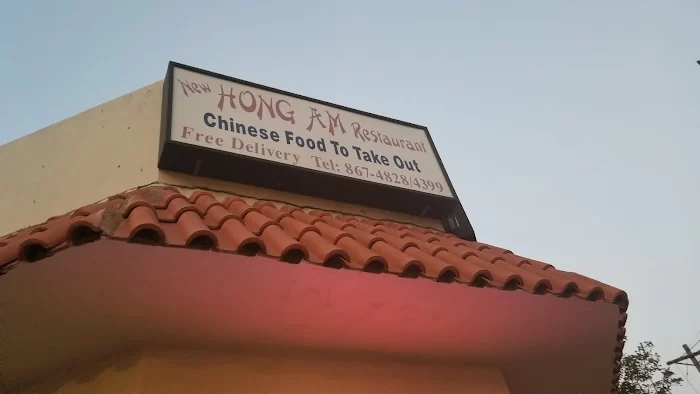 New HONG AM Restaurant
Chinese Food To Take Out
Free Delivery Tel: 867-4828/4399